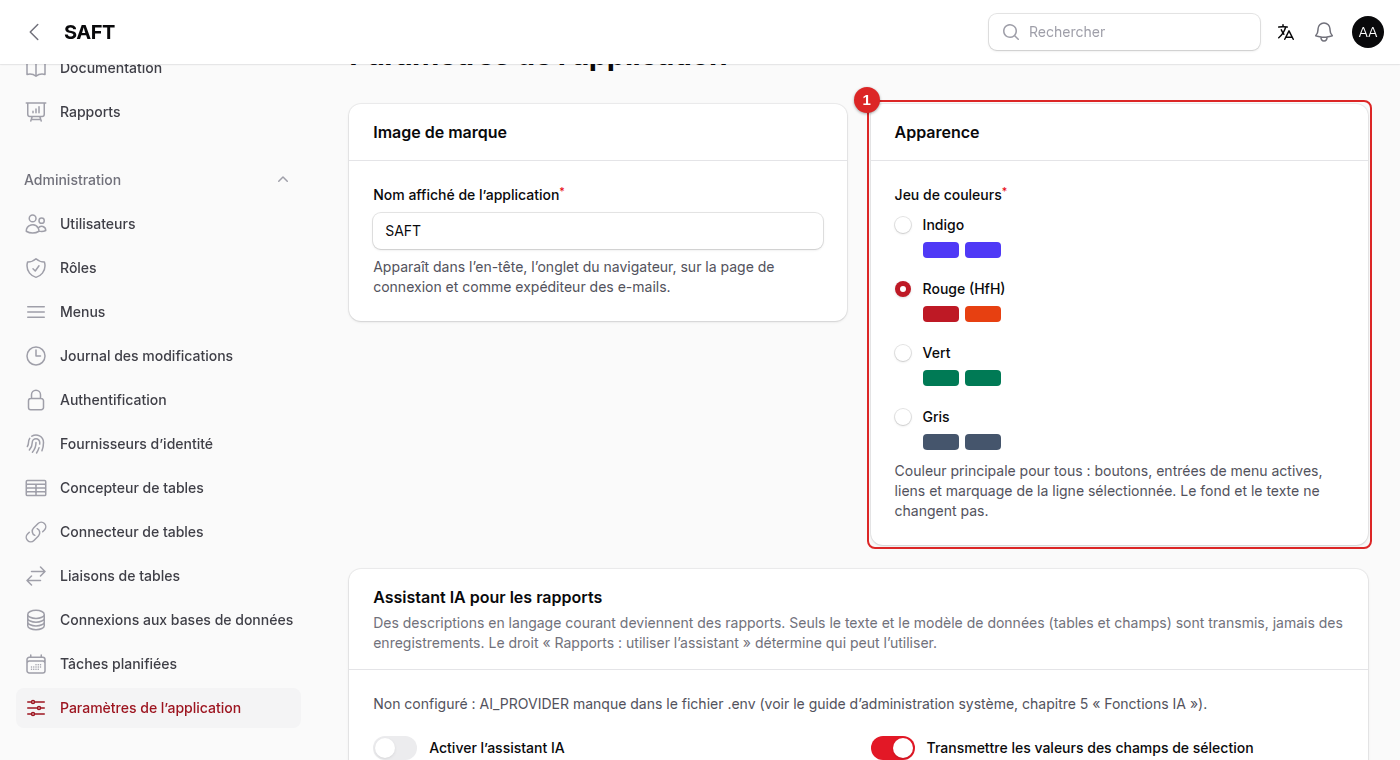 SAFT
Rechercher
AA
Documentation
Rapports
Administration
Utilisateurs
Rôles
Menus
Journal des modifications
Authentification
Fournisseurs d’identité
Concepteur de tables
Connecteur de tables
Liaisons de tables
Connexions aux bases de données
Tâches planifiées
Paramètres de l’application
Paramètres de l’application
Image de marque
Nom affiché de l’application*
SAFT
Apparaît dans l’en-tête, l’onglet du navigateur, sur la page de
connexion et comme expéditeur des e-mails.
1
Apparence
Jeu de couleurs*
Indigo
Rouge (HfH)
Vert
Gris
Couleur principale pour tous : boutons, entrées de menu actives,
liens et marquage de la ligne sélectionnée. Le fond et le texte ne
changent pas.
Assistant IA pour les rapports
Des descriptions en langage courant deviennent des rapports. Seuls le texte et le modèle de données (tables et champs) sont transmis, jamais des
enregistrements. Le droit « Rapports : utiliser l’assistant » détermine qui peut l’utiliser.
Non configuré : AI_PROVIDER manque dans le fichier .env (voir le guide d’administration système, chapitre 5 « Fonctions IA »).
Activer l’assistant IA
Transmettre les valeurs des champs de sélection